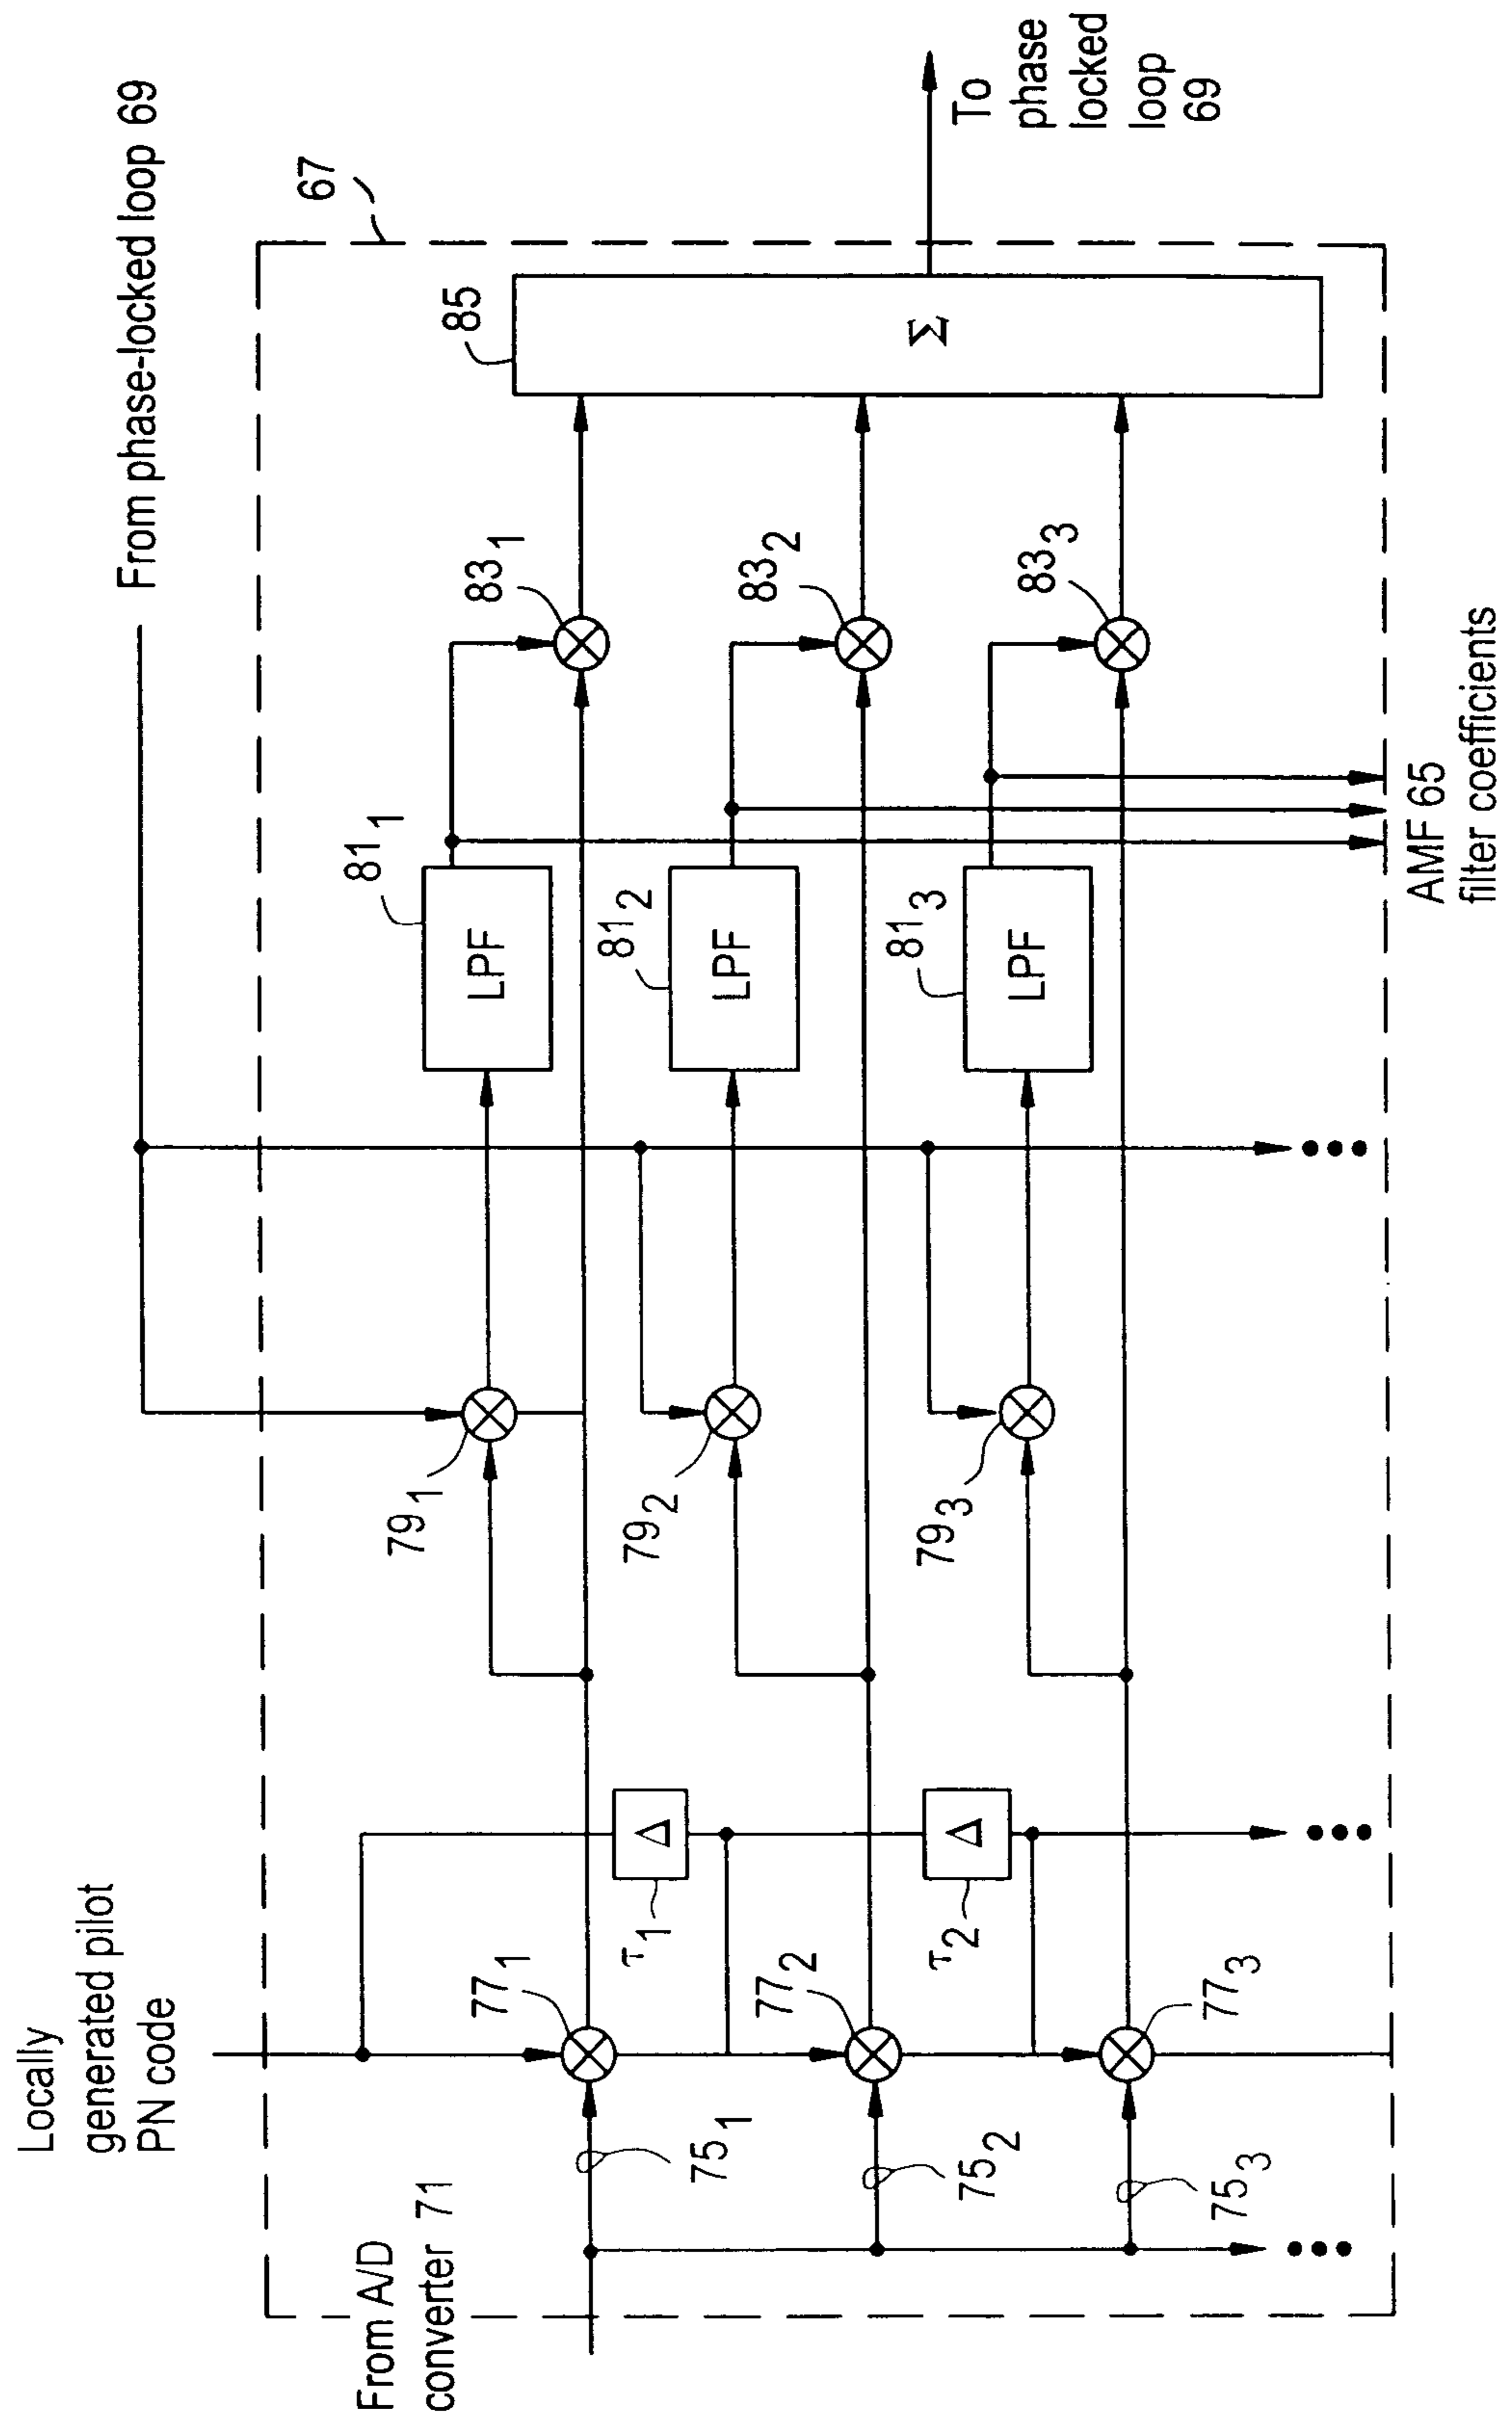 Locally
generated pilot
PN code
From phase-locked loop 69
67
From A/D
converter 71
75₁
75₂
75₃
77₁
77₂
77₃
τ₁
τ₂
Δ
Δ
79₁
79₂
79₃
81₁
81₂
81₃
LPF
LPF
LPF
83₁
83₂
83₃
85
Σ
To
phase
locked
loop
69
AMF 65
filter coefficients